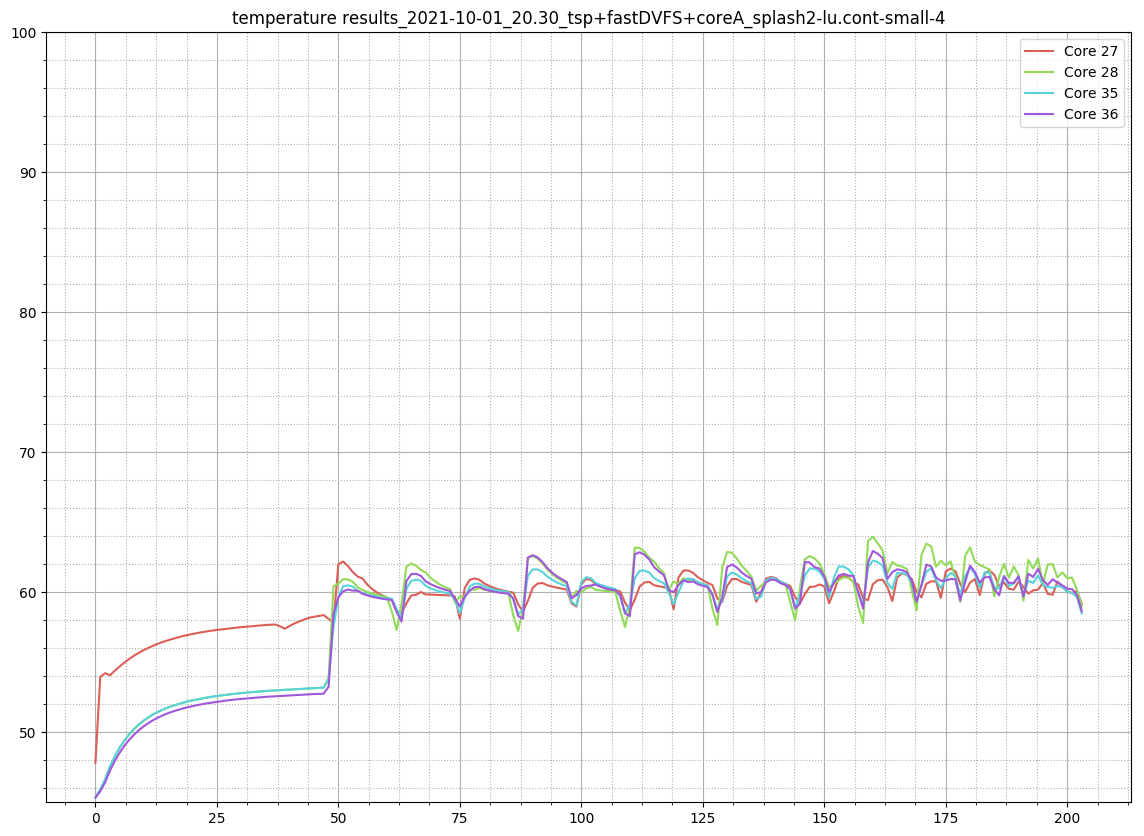 temperature results_2021-10-01_20.30_tsp+fastDVFS+coreA_splash2-lu.cont-small-4
100
90
80
70
60
50
Core 27
Core 28
Core 35
Core 36
0 25 50 75 100 125 150 175 200